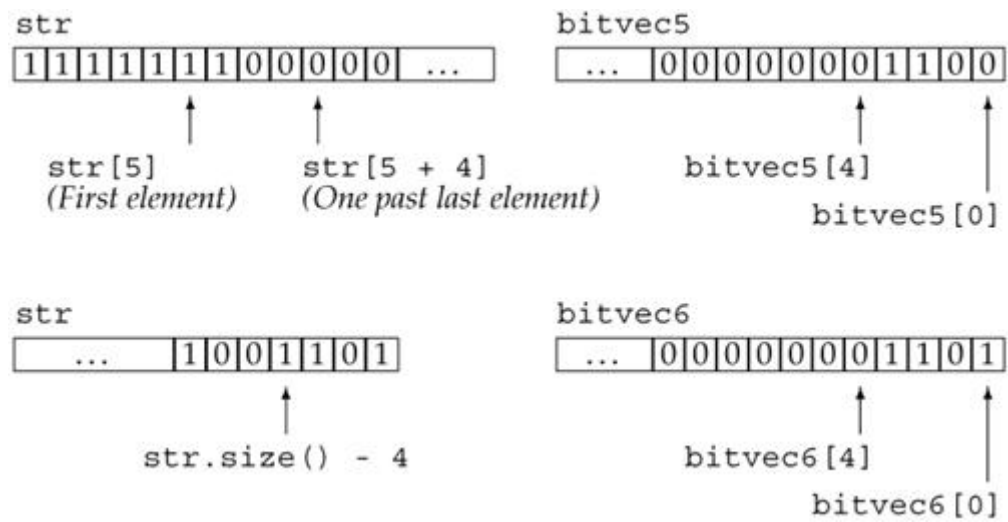 str
1 1 1 1 1 1 1 0 0 0 0 0 ...
str[5]
(First element)
str[5 + 4]
(One past last element)
bitvec5
... 0 0 0 0 0 0 0 1 1 0 0
bitvec5[4]
bitvec5[0]
str
... 1 0 0 1 1 0 1
str.size() - 4
bitvec6
... 0 0 0 0 0 0 0 1 1 0 1
bitvec6[4]
bitvec6[0]